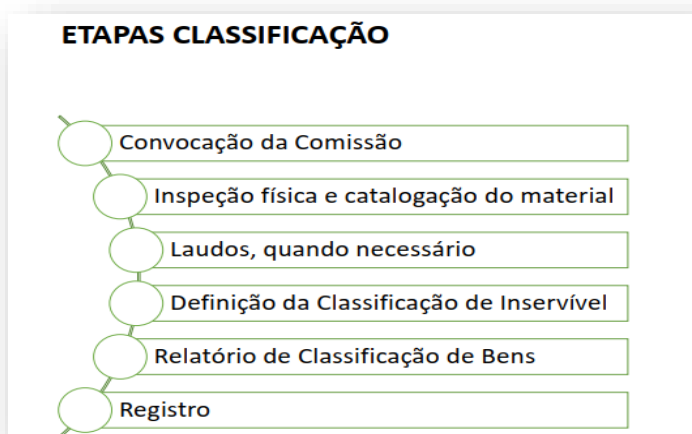 ETAPAS CLASSIFICAÇÃO
Convocação da Comissão
Inspeção física e catalogação do material
Laudos, quando necessário
Definição da Classificação de Inservível
Relatório de Classificação de Bens
Registro